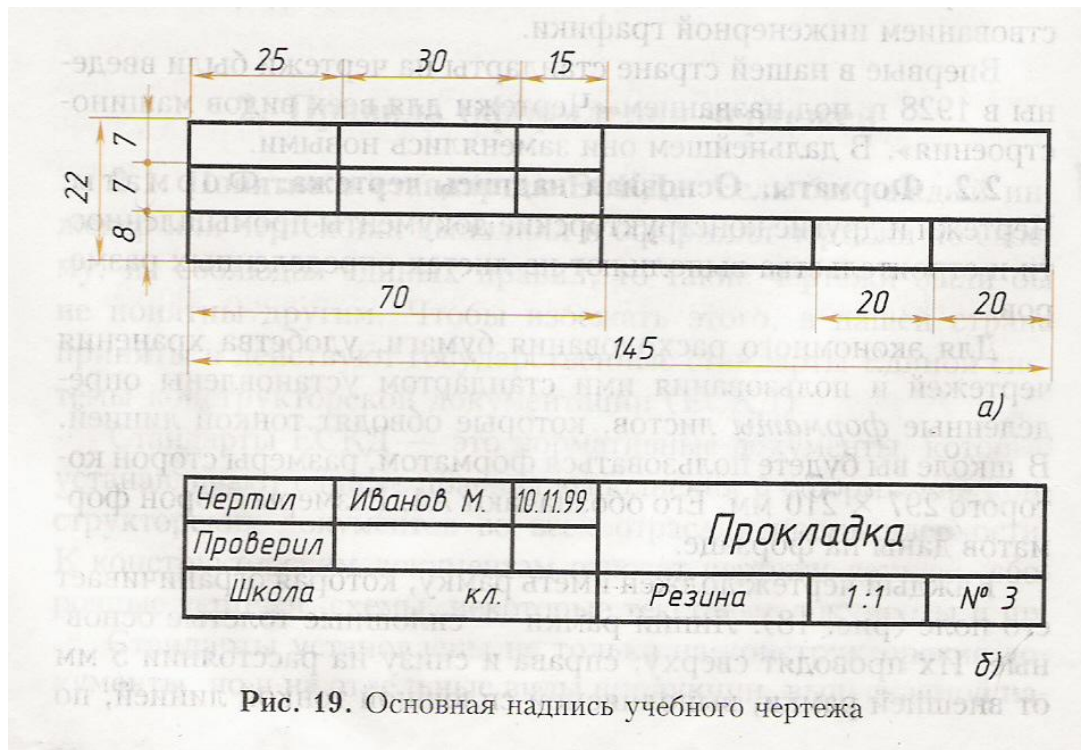 25 30 15
7
22
7
8
70
20 20
145
а)
Чертил Иванов М. 10.11.99
Прокладка
Проверил
Школа кл. Резина 1:1 № 3
б)
Рис. 19. Основная надпись учебного чертежа